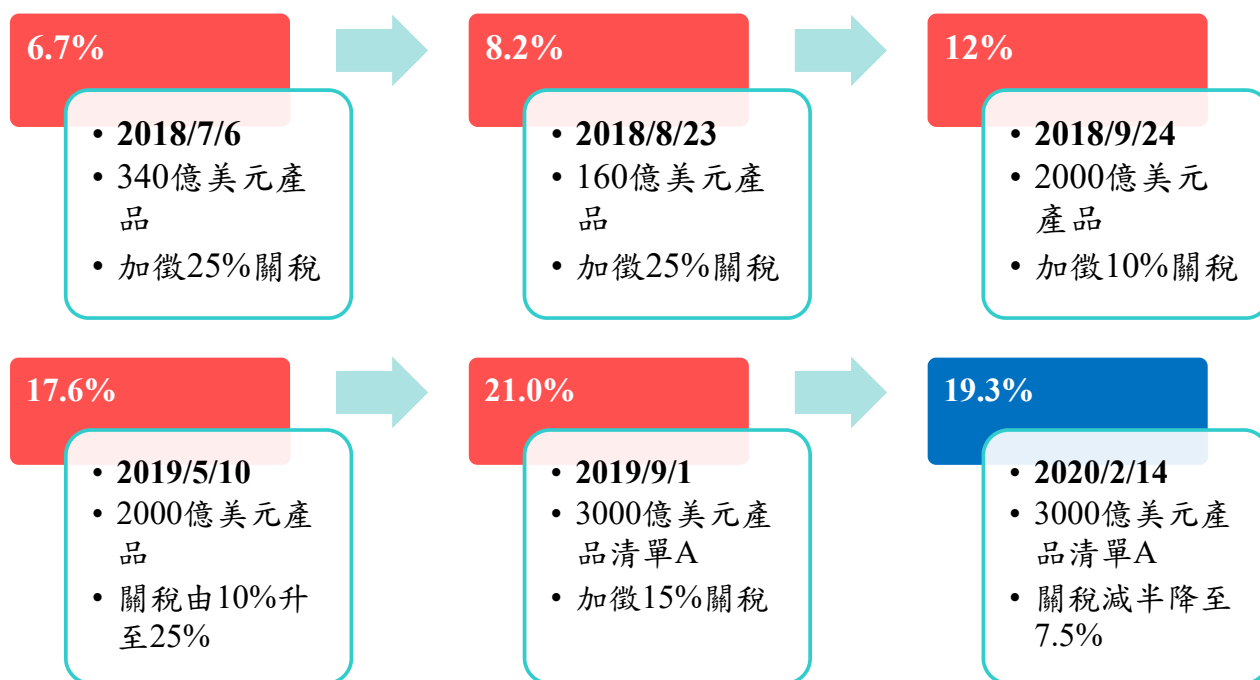 6.7%
• 2018/7/6
• 340億美元產
品
• 加徵25%關稅
8.2%
• 2018/8/23
• 160億美元產
品
• 加徵25%關稅
12%
• 2018/9/24
• 2000億美元
產品
• 加徵10%關稅
17.6%
• 2019/5/10
• 2000億美元產
品
• 關稅由10%升
至25%
21.0%
• 2019/9/1
• 3000億美元產
品清單A
• 加徵15%關稅
19.3%
• 2020/2/14
• 3000億美元產
品清單A
• 關稅減半降至
7.5%